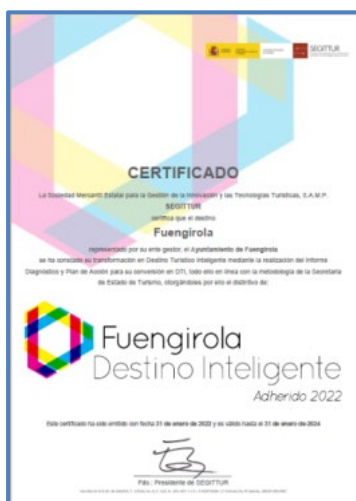 SEGITTUR
CERTIFICADO
La Sociedad Mercantil Estatal para la Gestión de la Innovación y las Tecnologías Turísticas, S.A.M.P.
SEGITTUR
certifica que el destino
Fuengirola
representado por su ente gestor, el Ayuntamiento de Fuengirola
se ha iniciado su transformación en Destino Turístico Inteligente mediante la realización del Informe
Diagnóstico y Plan de Acción para su conversión en DTI, todo ello en línea con la metodología de la Secretaría
de Estado de Turismo, otorgándoles por ello el distintivo de:
Fuengirola
Destino Inteligente
Adherido 2022
Este certificado ha sido emitido con fecha 31 de enero de 2022 y es válido hasta el 31 de enero de 2024
Fdo.: Presidente de SEGITTUR